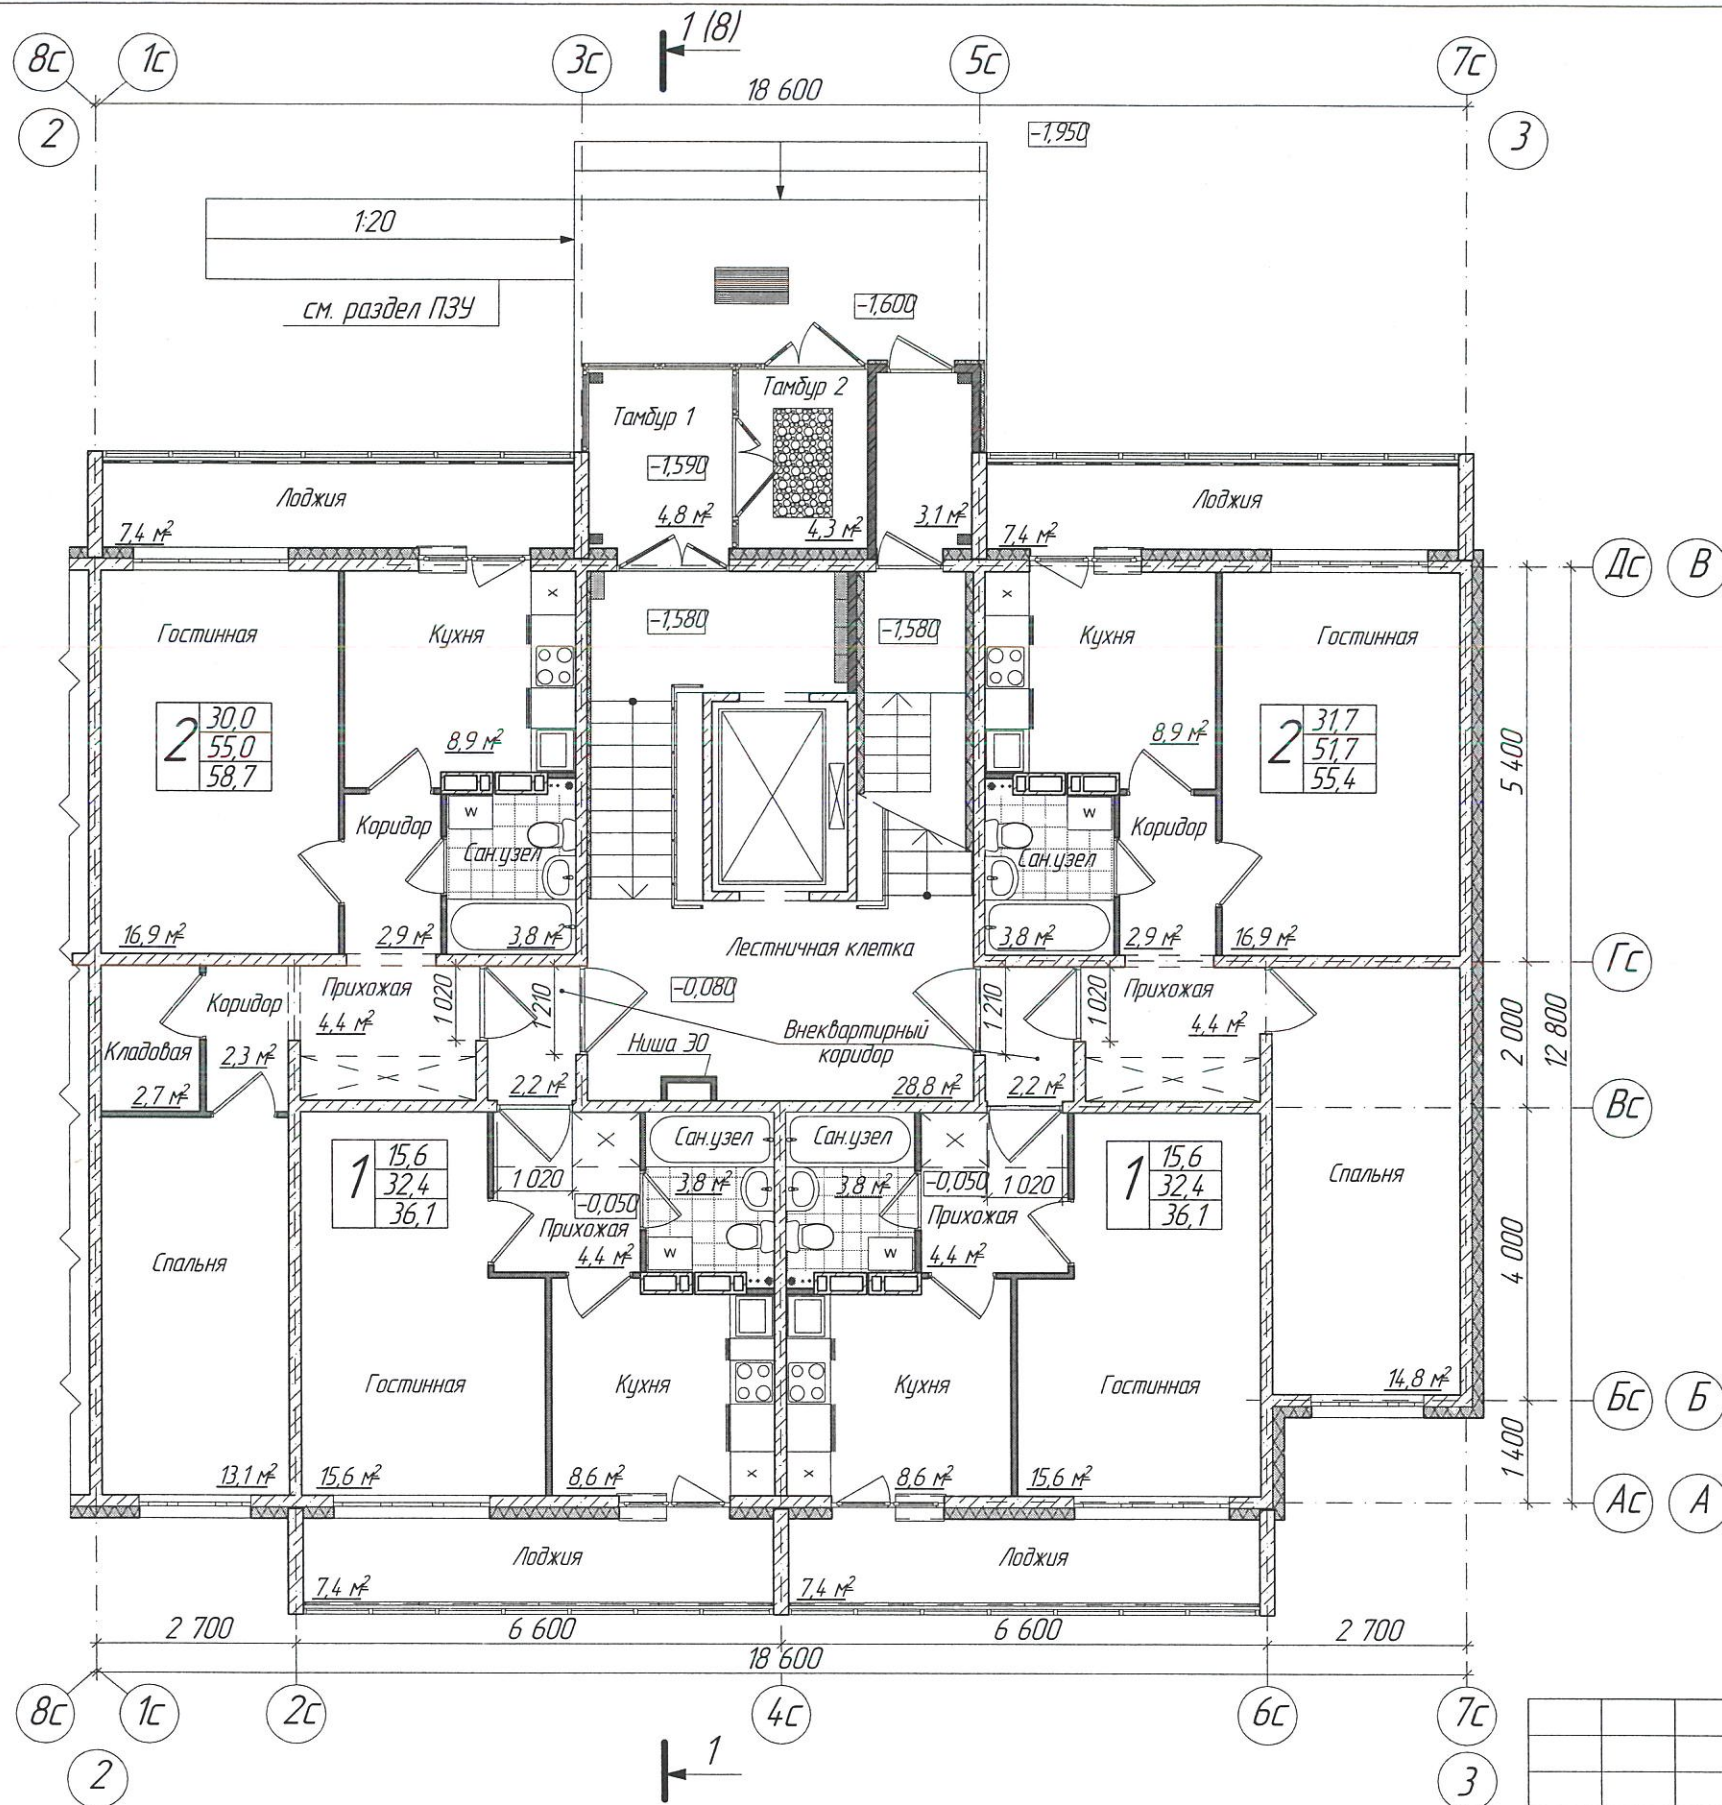 1 (8)
8с 1с 3с 5с 7с
18 600
2 3
-1,950
1:20
см. раздел ПЗУ
-1,600
Тамбур 2
Тамбур 1
-1,590
Лоджия Лоджия
4,8 м² 4,3 м² 3,1 м²
7,4 м² 7,4 м²
Дс В
-1,580 -1,580
Гостинная Кухня Кухня Гостинная
2 30,0 55,0 58,7
2 31,7 51,7 55,4
8,9 м² 8,9 м²
5 400
Коридор W W Коридор
Сан.узел Сан.узел
16,9 м² 2,9 м² 3,8 м² 3,8 м² 2,9 м² 16,9 м²
Лестничная клетка
Гс
Прихожая -0,080 Прихожая
Коридор 4,4 м² 1 020 1 210 1 210 1 020 4,4 м²
2 000 12 800
Внеквартирный
коридор
Кладовая 2,3 м² Ниша ЭО
2,7 м² 2,2 м² 28,8 м² 2,2 м²
Вс
Сан.узел Сан.узел
1 15,6 32,4 36,1
1 15,6 32,4 36,1
1 020 3,8 м² 3,8 м² 1 020
Спальня
-0,050 -0,050
Прихожая Прихожая
4,4 м² W W 4,4 м²
4 000
Спальня
Гостинная Кухня Кухня Гостинная
14,8 м²
Бс Б
1 400
13,1 м² 15,6 м² 8,6 м² 8,6 м² 15,6 м²
Ас А
Лоджия Лоджия
7,4 м² 7,4 м²
2 700 6 600 6 600 2 700
18 600
8с 1с 2с 4с 6с 7с
1
2 3